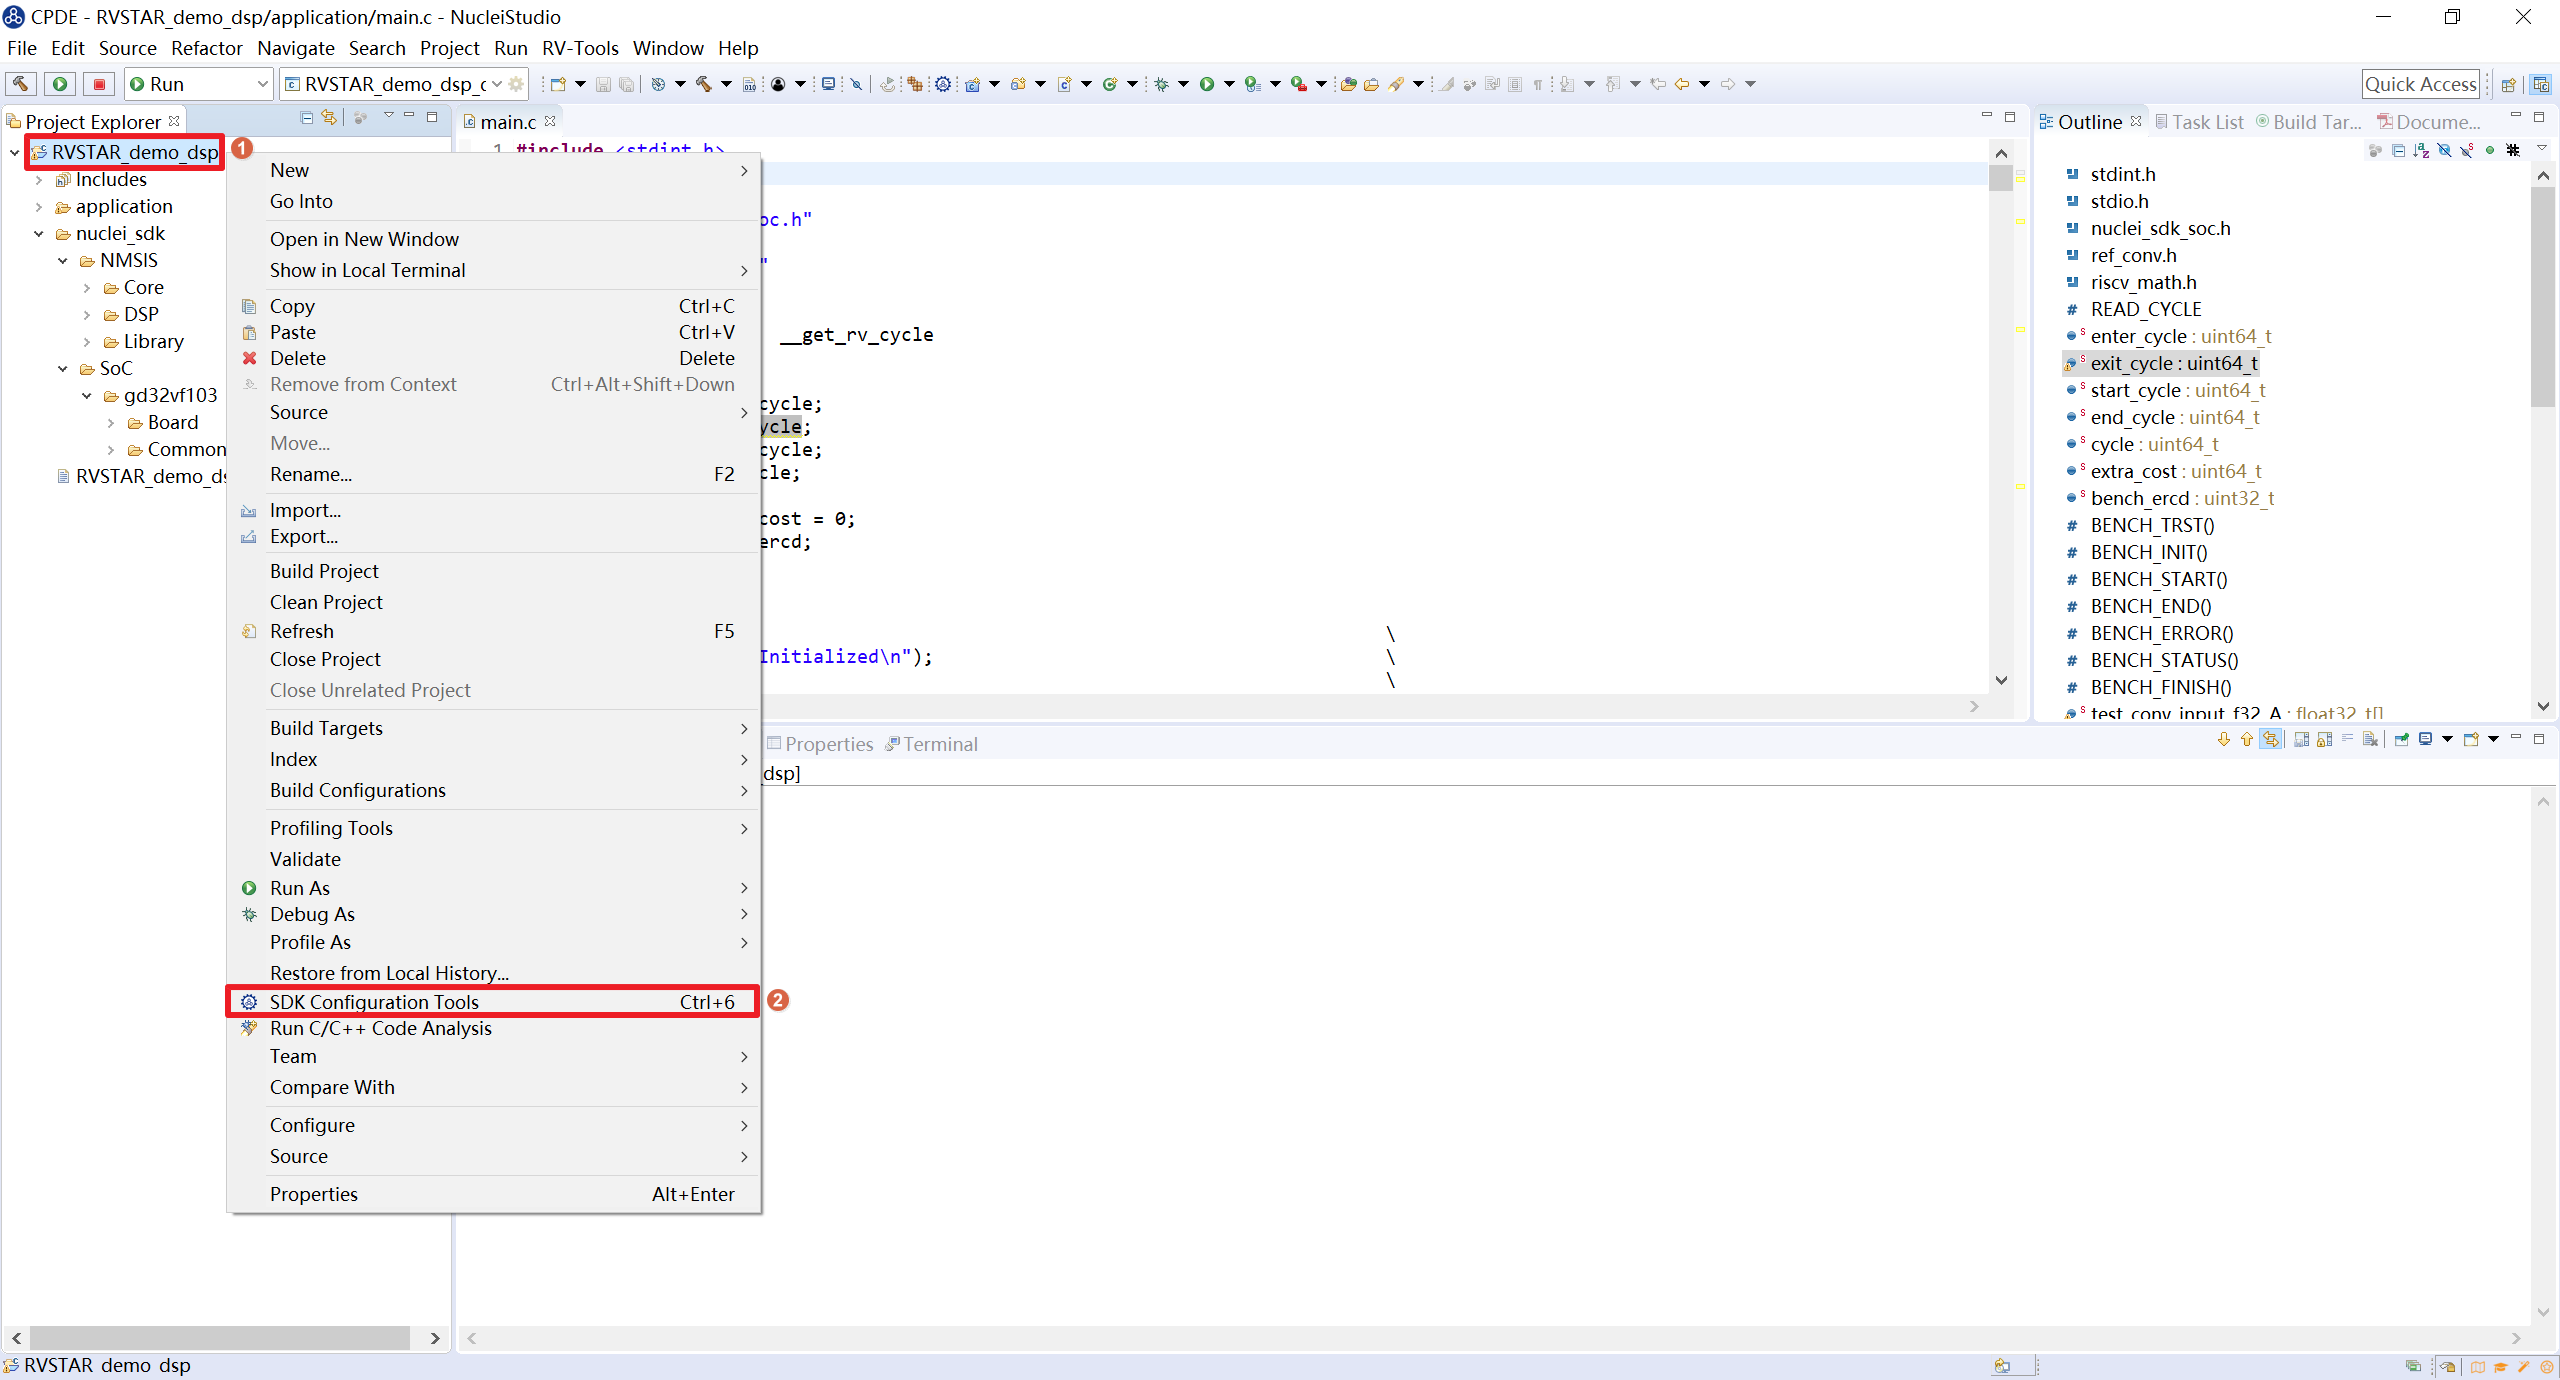 CPDE - RVSTAR_demo_dsp/application/main.c - NucleiStudio
File Edit Source Refactor Navigate Search Project Run RV-Tools Window Help
Run RVSTAR_demo_dsp_c Quick Access
Project Explorer
RVSTAR_demo_dsp 1
Includes
application
nuclei_sdk
NMSIS
Core
DSP
Library
SoC
gd32vf103
Board
Common
RVSTAR_demo_ds
New
Go Into
Open in New Window
Show in Local Terminal
Copy Ctrl+C
Paste Ctrl+V
Delete Delete
Remove from Context Ctrl+Alt+Shift+Down
Source
Move...
Rename... F2
Import...
Export...
Build Project
Clean Project
Refresh F5
Close Project
Close Unrelated Project
Build Targets
Index
Build Configurations
Profiling Tools
Validate
Run As
Debug As
Profile As
Restore from Local History...
SDK Configuration Tools Ctrl+6 2
Run C/C++ Code Analysis
Team
Compare With
Configure
Source
Properties Alt+Enter
main.c
1 #include <stdint.h>
oc.h"
"
__get_rv_cycle
cycle;
ycle;
cycle;
cle;
cost = 0;
ercd;
\
Initialized\n"); \
\
Properties Terminal
dsp]
Outline Task List Build Tar... Docume...
stdint.h
stdio.h
nuclei_sdk_soc.h
ref_conv.h
riscv_math.h
# READ_CYCLE
enter_cycle : uint64_t
exit_cycle : uint64_t
start_cycle : uint64_t
end_cycle : uint64_t
cycle : uint64_t
extra_cost : uint64_t
bench_ercd : uint32_t
# BENCH_TRST()
# BENCH_INIT()
# BENCH_START()
# BENCH_END()
# BENCH_ERROR()
# BENCH_STATUS()
# BENCH_FINISH()
test_conv_input_f32_A : float32_t[]
RVSTAR_demo_dsp